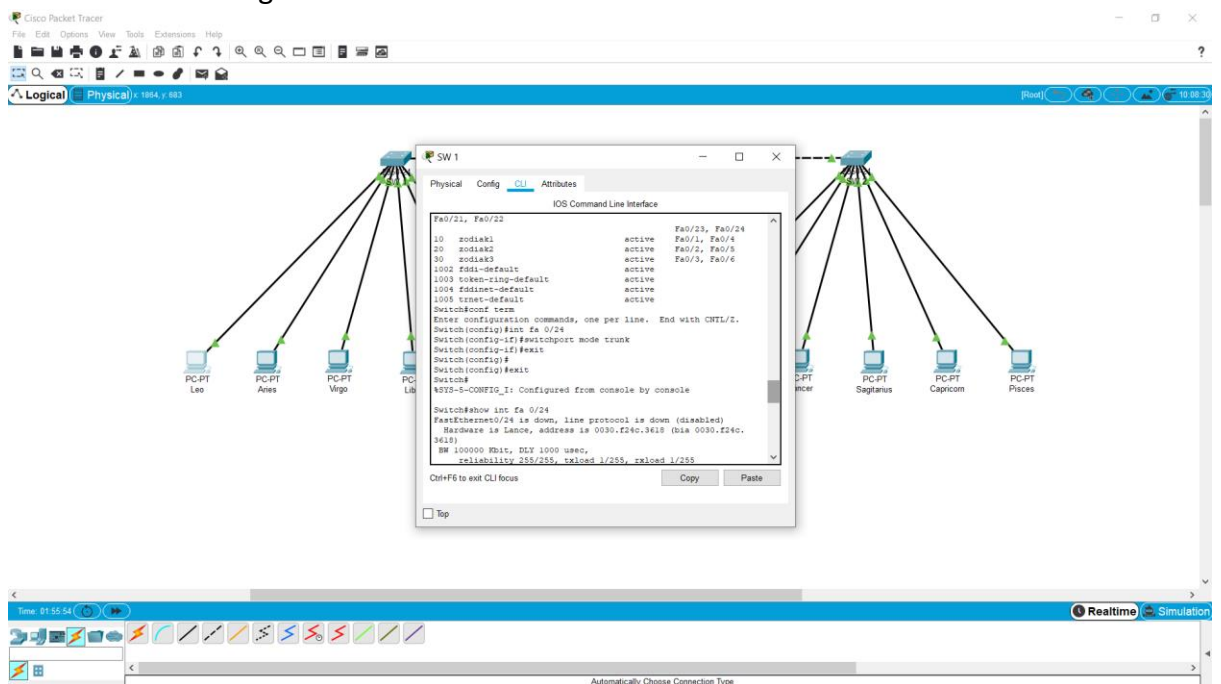 Cisco Packet Tracer
File Edit Options View Tools Extensions Help
?
Logical Physical x: 1864, y: 683 [Root] 10:08:30
SW 1
Physical Config CLI Attributes
IOS Command Line Interface
Fa0/21, Fa0/22
Fa0/23, Fa0/24
10 zodiak1 active Fa0/1, Fa0/4
20 zodiak2 active Fa0/2, Fa0/5
30 zodiak3 active Fa0/3, Fa0/6
1002 fddi-default active
1003 token-ring-default active
1004 fddinet-default active
1005 trnet-default active
Switch#conf term
Enter configuration commands, one per line. End with CNTL/Z.
Switch(config)#int fa 0/24
Switch(config-if)#switchport mode trunk
Switch(config-if)#exit
Switch(config)#
Switch(config)#exit
Switch#
%SYS-5-CONFIG_I: Configured from console by console
Switch#show int fa 0/24
FastEthernet0/24 is down, line protocol is down (disabled)
Hardware is Lance, address is 0030.f24c.3618 (bia 0030.f24c.
3618)
BW 100000 Kbit, DLY 1000 usec,
reliability 255/255, txload 1/255, rxload 1/255
Ctrl+F6 to exit CLI focus Copy Paste
Top
PC-PT PC-PT PC-PT PC- C-PT PC-PT PC-PT PC-PT
Leo Aries Virgo Lib ncer Sagitarius Capricorn Pisces
Time: 01:55:54 Realtime Simulation
Automatically Choose Connection Type